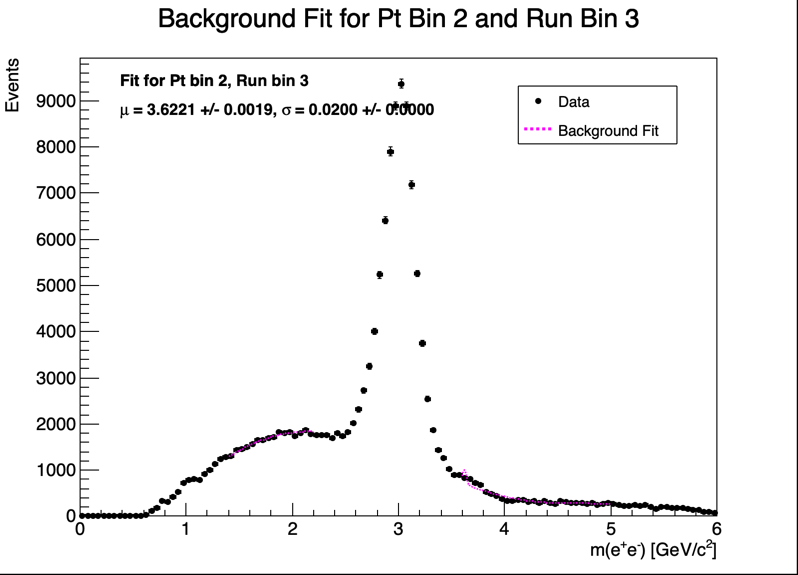 Background Fit for Pt Bin 2 and Run Bin 3
Events
Fit for Pt bin 2, Run bin 3
μ = 3.6221 +/- 0.0019, σ = 0.0200 +/- 0.0000
Data
Background Fit
9000
8000
7000
6000
5000
4000
3000
2000
1000
0
0 1 2 3 4 5 6
m(e⁺e⁻) [GeV/c²]